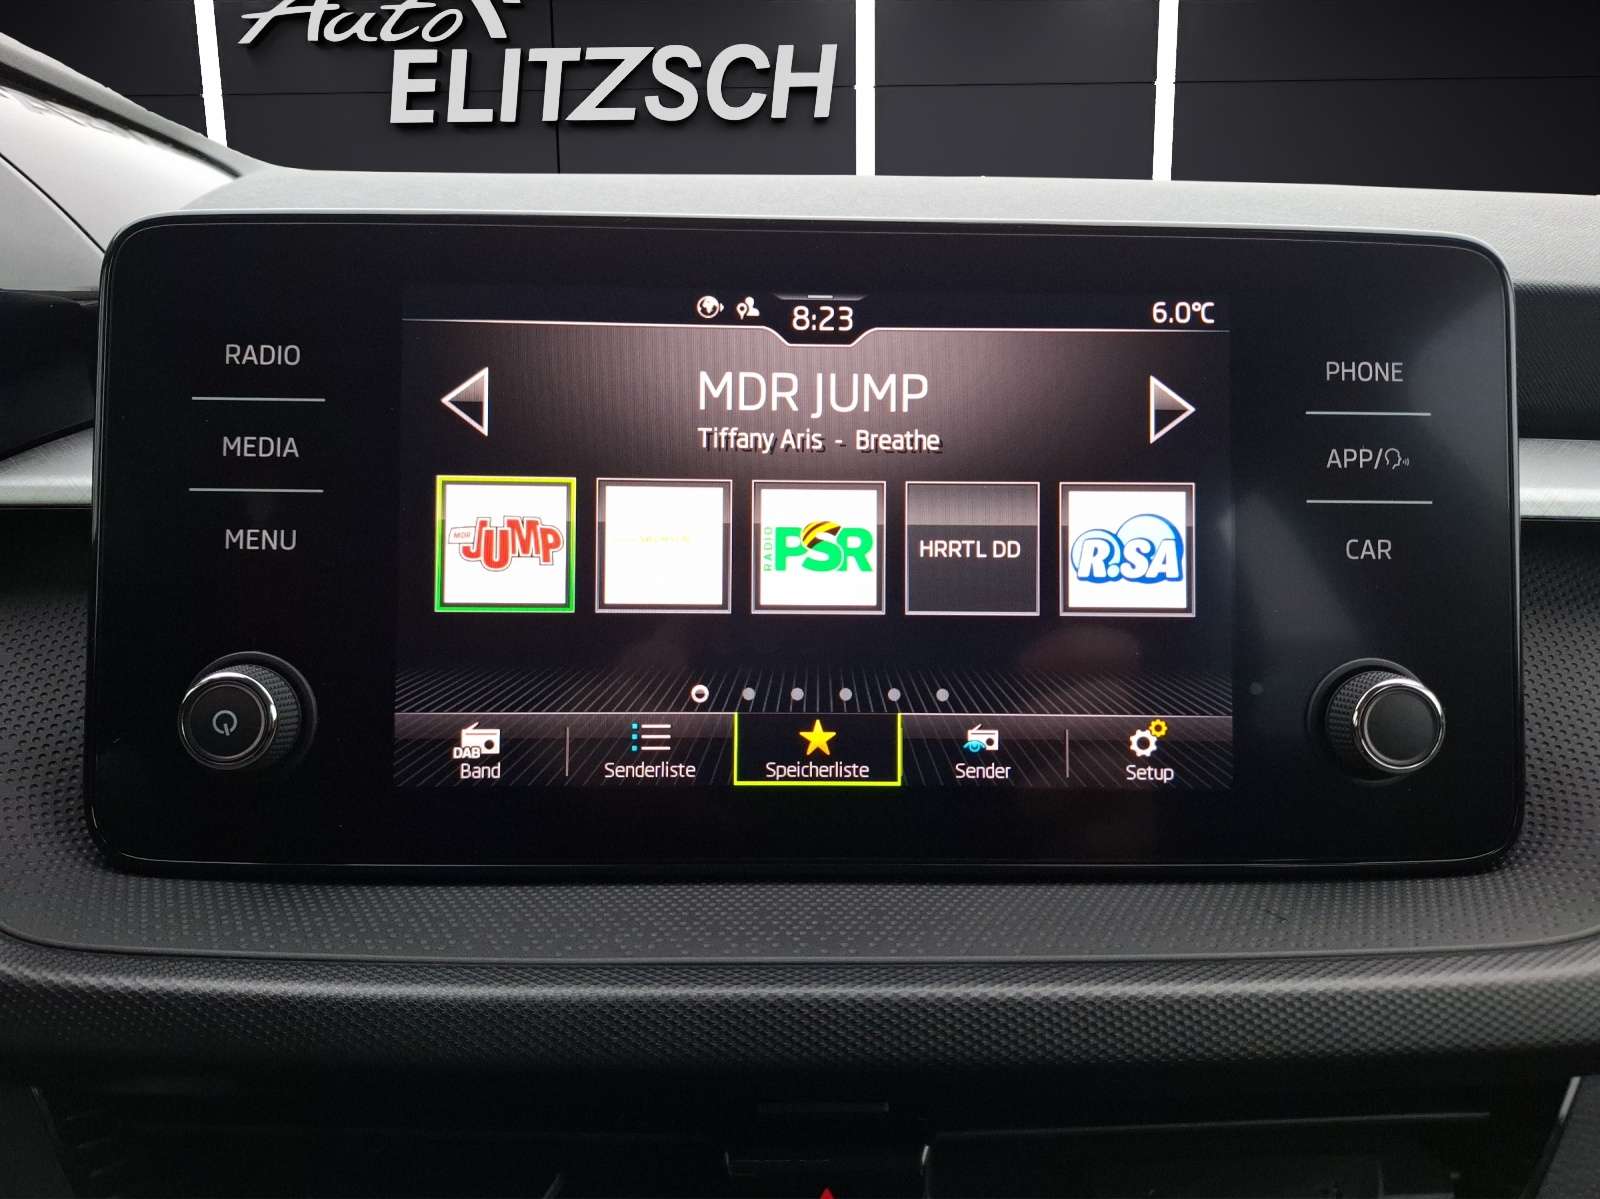 Auto
ELITZSCH
8:23
6.0°C
RADIO
MEDIA
MENU
MDR JUMP
Tiffany Aris - Breathe
MDR JUMP
SACHSEN
RADIO PSR
HRRTL DD
R.SA
DAB
Band
Senderliste
Speicherliste
Sender
Setup
PHONE
APP/
CAR